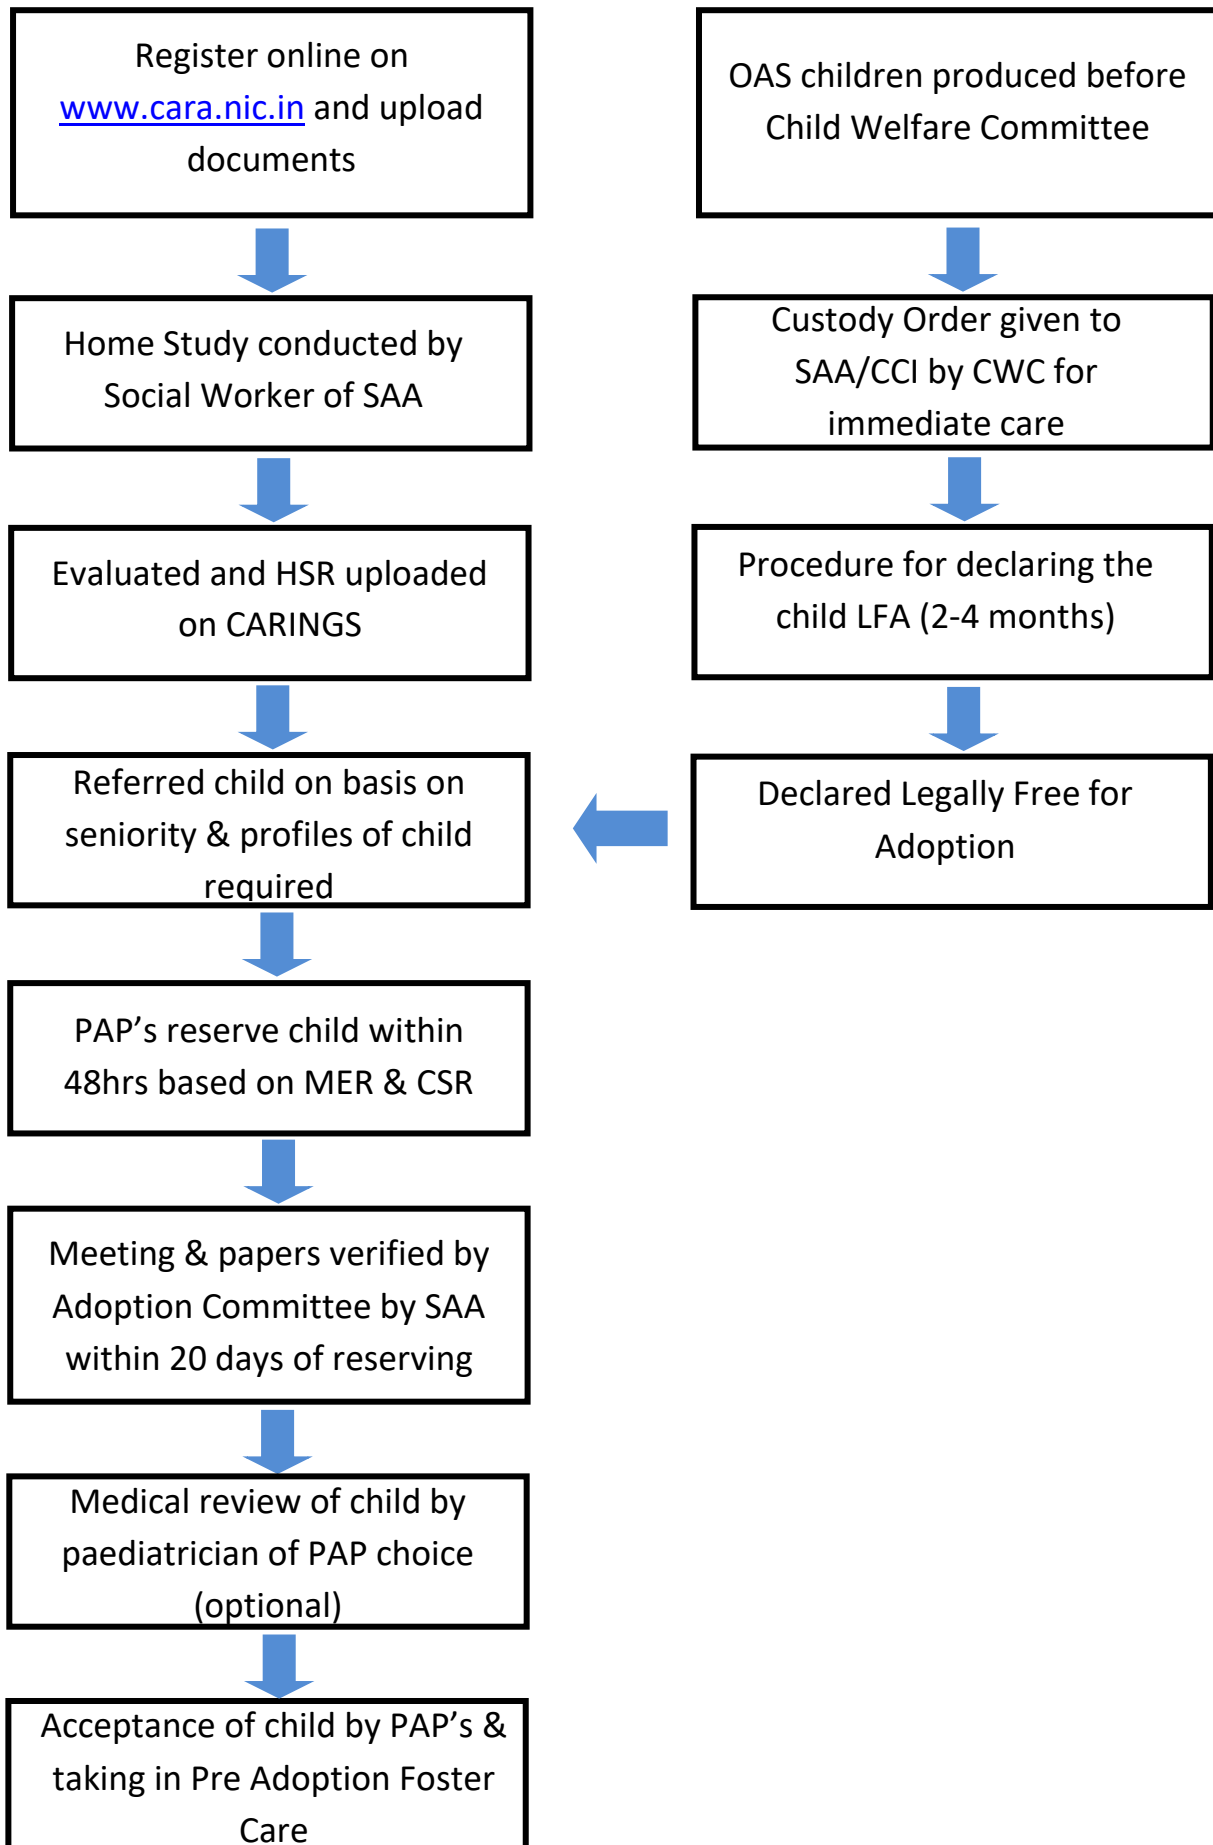 Register online on
www.cara.nic.in and upload
documents
OAS children produced before
Child Welfare Committee
Home Study conducted by
Social Worker of SAA
Custody Order given to
SAA/CCI by CWC for
immediate care
Evaluated and HSR uploaded
on CARINGS
Procedure for declaring the
child LFA (2-4 months)
Referred child on basis on
seniority & profiles of child
required
Declared Legally Free for
Adoption
PAP’s reserve child within
48hrs based on MER & CSR
Meeting & papers verified by
Adoption Committee by SAA
within 20 days of reserving
Medical review of child by
paediatrician of PAP choice
(optional)
Acceptance of child by PAP’s &
taking in Pre Adoption Foster
Care